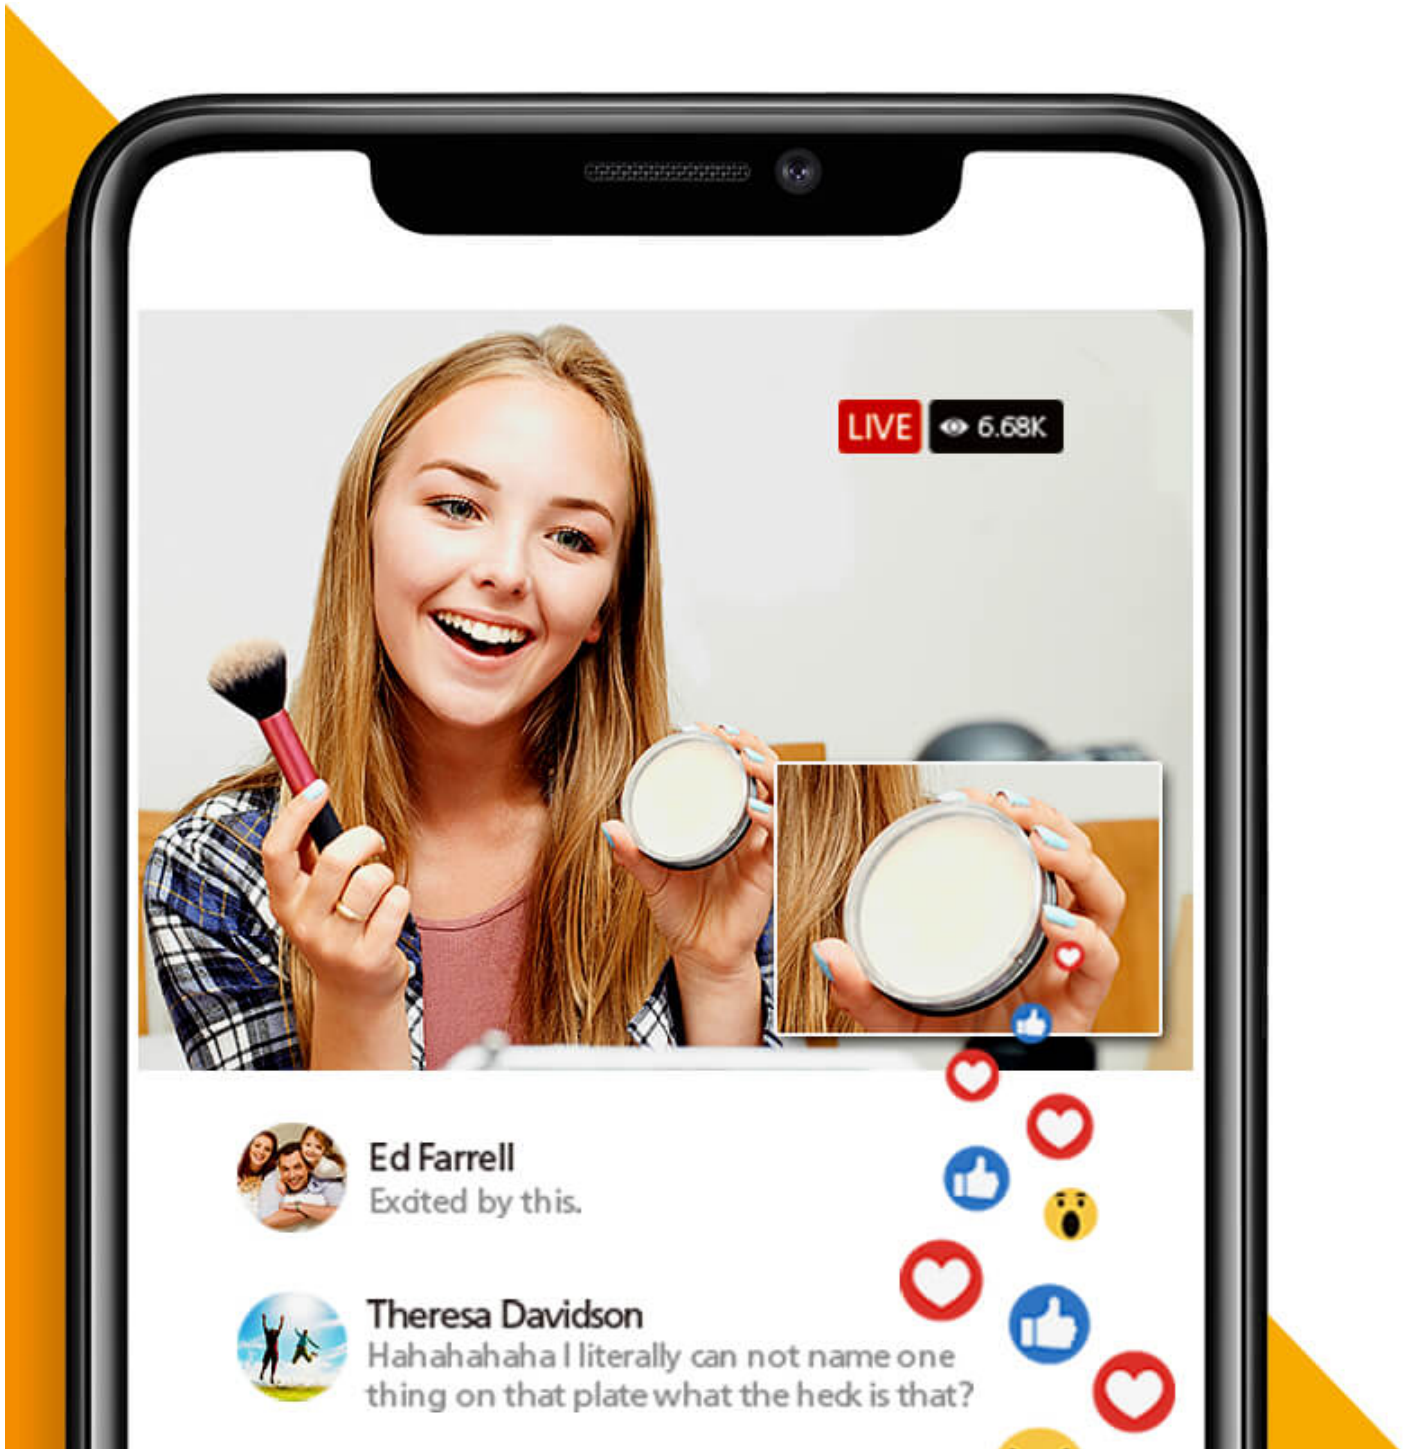 LIVE 6.68K
Ed Farrell
Excited by this.
Theresa Davidson
Hahahahaha I literally can not name one
thing on that plate what the heck is that?